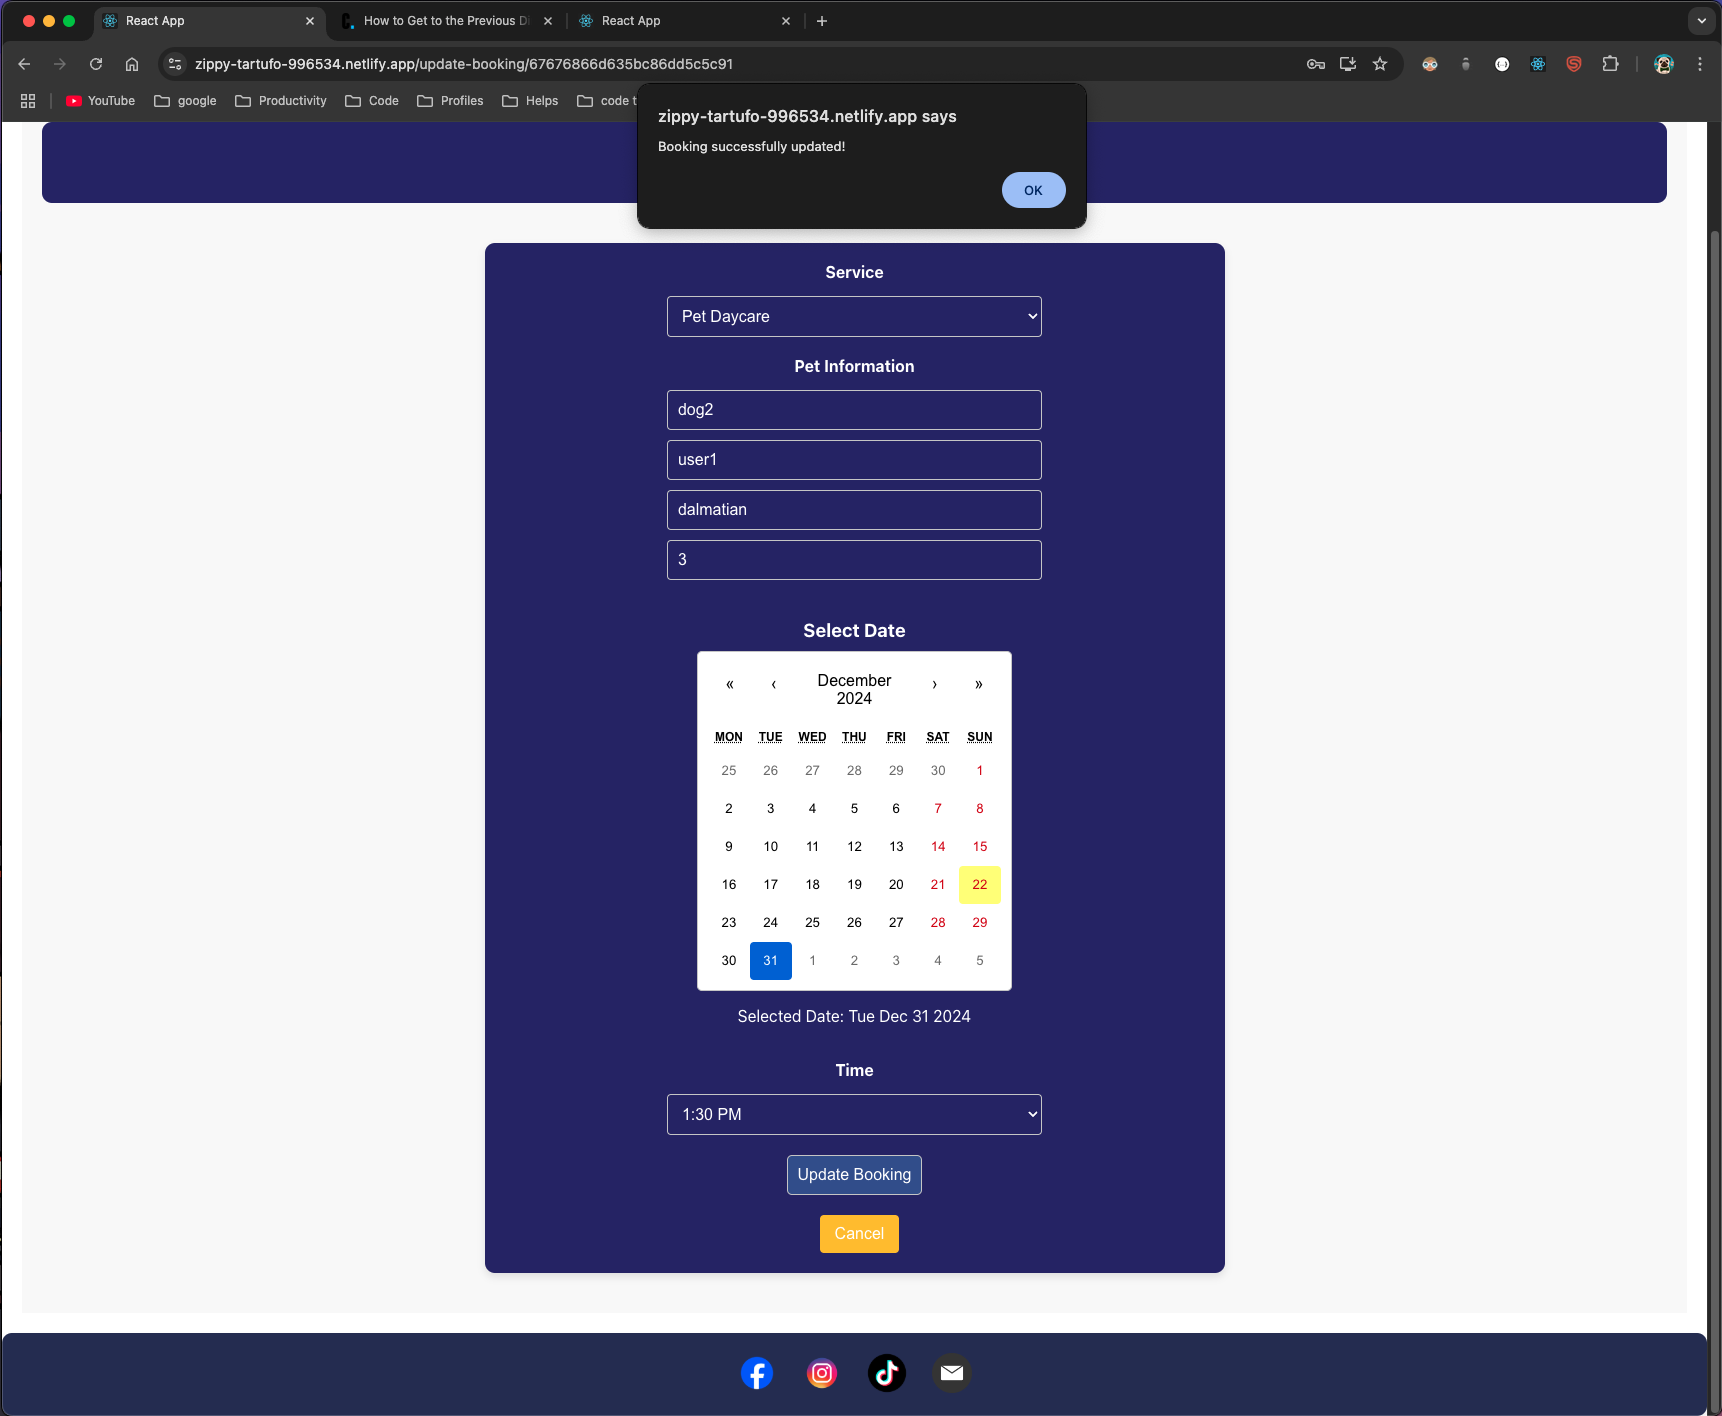 React App
How to Get to the Previous Di
React App
zippy-tartufo-996534.netlify.app/update-booking/67676866d635bc86dd5c5c91
YouTube google Productivity Code Profiles Helps code t
zippy-tartufo-996534.netlify.app says
Booking successfully updated!
OK
Service
Pet Daycare
Pet Information
dog2
user1
dalmatian
3
Select Date
« ‹ December 2024 › »
MON TUE WED THU FRI SAT SUN
25 26 27 28 29 30 1
2 3 4 5 6 7 8
9 10 11 12 13 14 15
16 17 18 19 20 21 22
23 24 25 26 27 28 29
30 31 1 2 3 4 5
Selected Date: Tue Dec 31 2024
Time
1:30 PM
Update Booking
Cancel